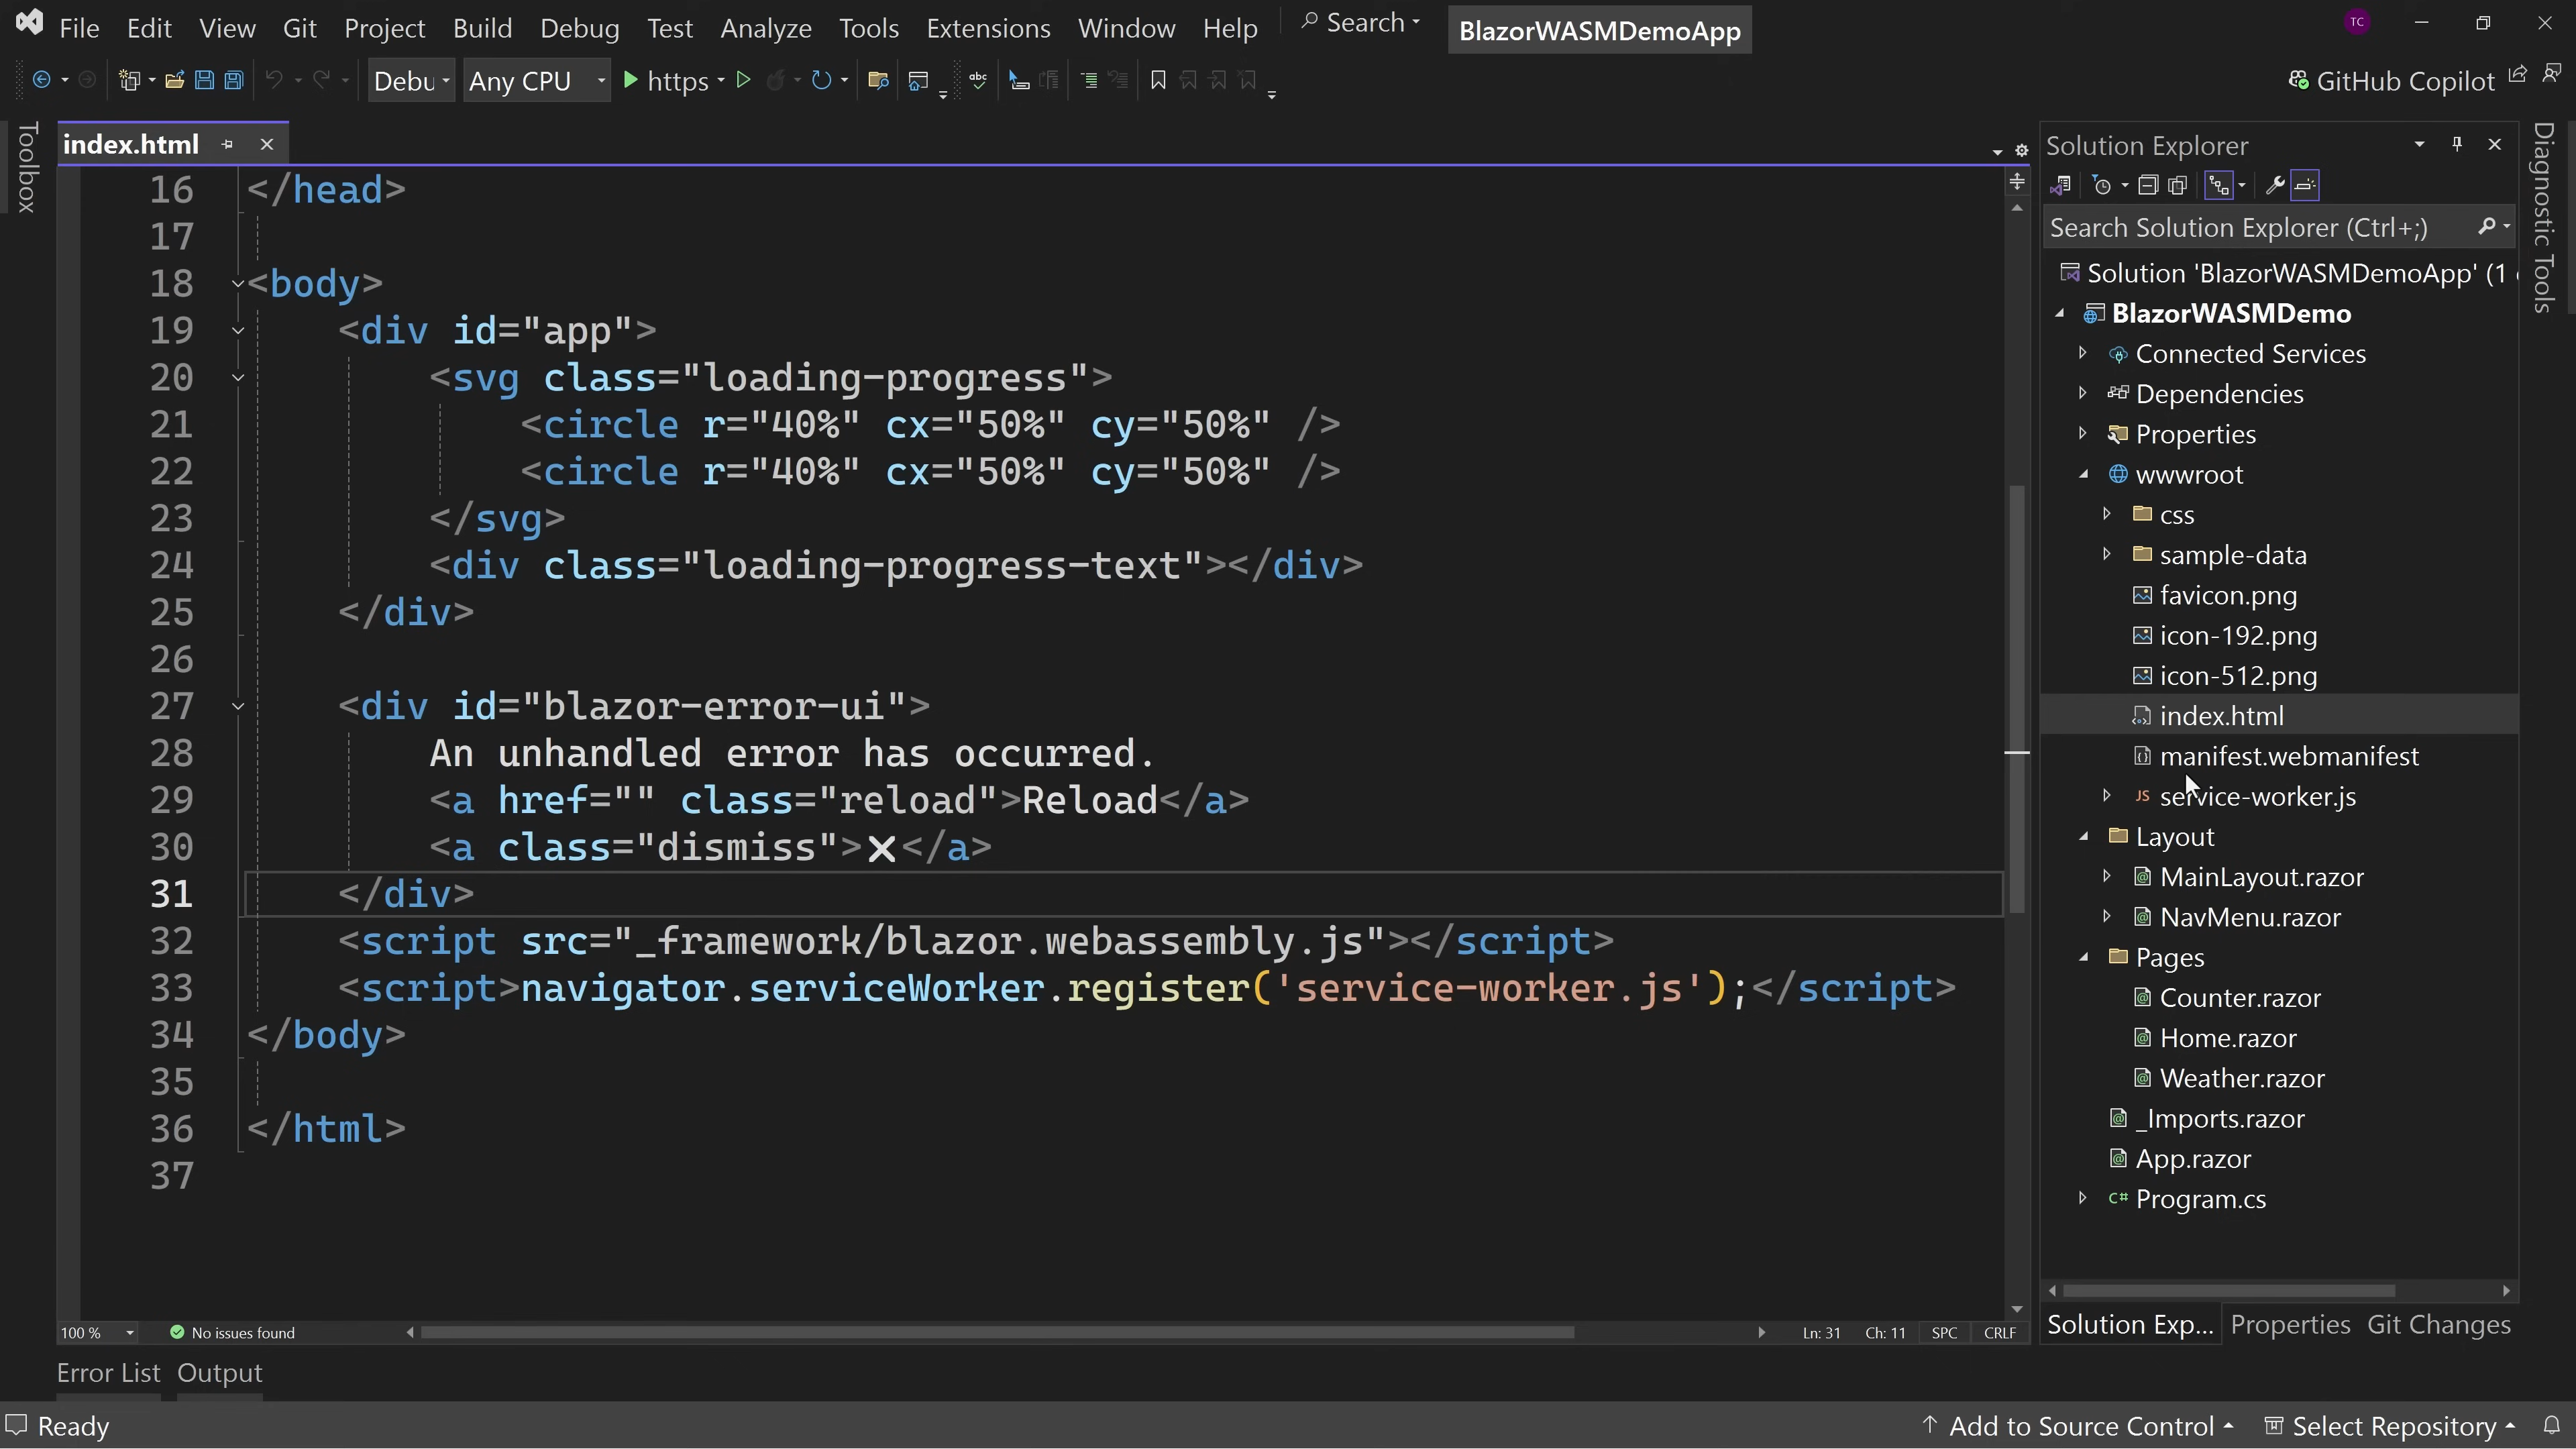 File Edit View Git Project Build Debug Test Analyze Tools Extensions Window Help Search BlazorWASMDemoApp TC
Debu Any CPU https abc GitHub Copilot
Toolbox
index.html
16 </head>
17
18 <body>
19 <div id="app">
20 <svg class="loading-progress">
21 <circle r="40%" cx="50%" cy="50%" />
22 <circle r="40%" cx="50%" cy="50%" />
23 </svg>
24 <div class="loading-progress-text"></div>
25 </div>
26
27 <div id="blazor-error-ui">
28 An unhandled error has occurred.
29 <a href="" class="reload">Reload</a>
30 <a class="dismiss">🗙</a>
31 </div>
32 <script src="_framework/blazor.webassembly.js"></script>
33 <script>navigator.serviceWorker.register('service-worker.js');</script>
34 </body>
35
36 </html>
37
100 % No issues found Ln: 31 Ch: 11 SPC CRLF
Solution Explorer
Search Solution Explorer (Ctrl+;)
Solution 'BlazorWASMDemoApp' (1
BlazorWASMDemo
Connected Services
Dependencies
Properties
wwwroot
css
sample-data
favicon.png
icon-192.png
icon-512.png
index.html
manifest.webmanifest
JS service-worker.js
Layout
MainLayout.razor
NavMenu.razor
Pages
Counter.razor
Home.razor
Weather.razor
_Imports.razor
App.razor
C# Program.cs
Solution Exp... Properties Git Changes
Diagnostic Tools
Error List Output
Ready Add to Source Control Select Repository